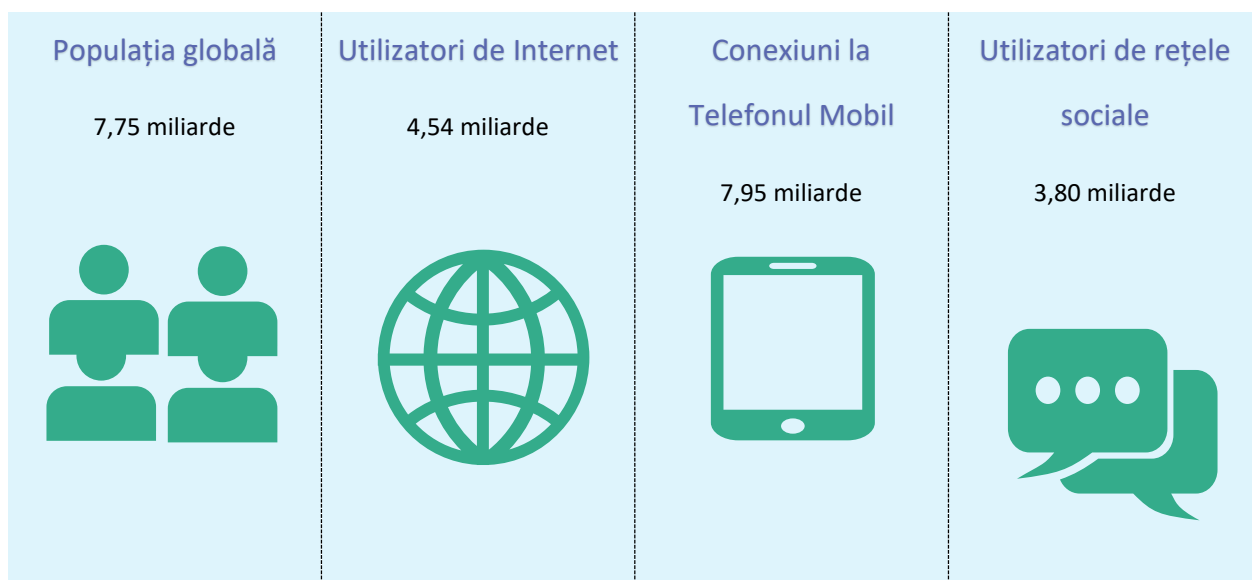 Populația globală
7,75 miliarde
Utilizatori de Internet
4,54 miliarde
Conexiuni la
Telefonul Mobil
7,95 miliarde
Utilizatori de rețele
sociale
3,80 miliarde